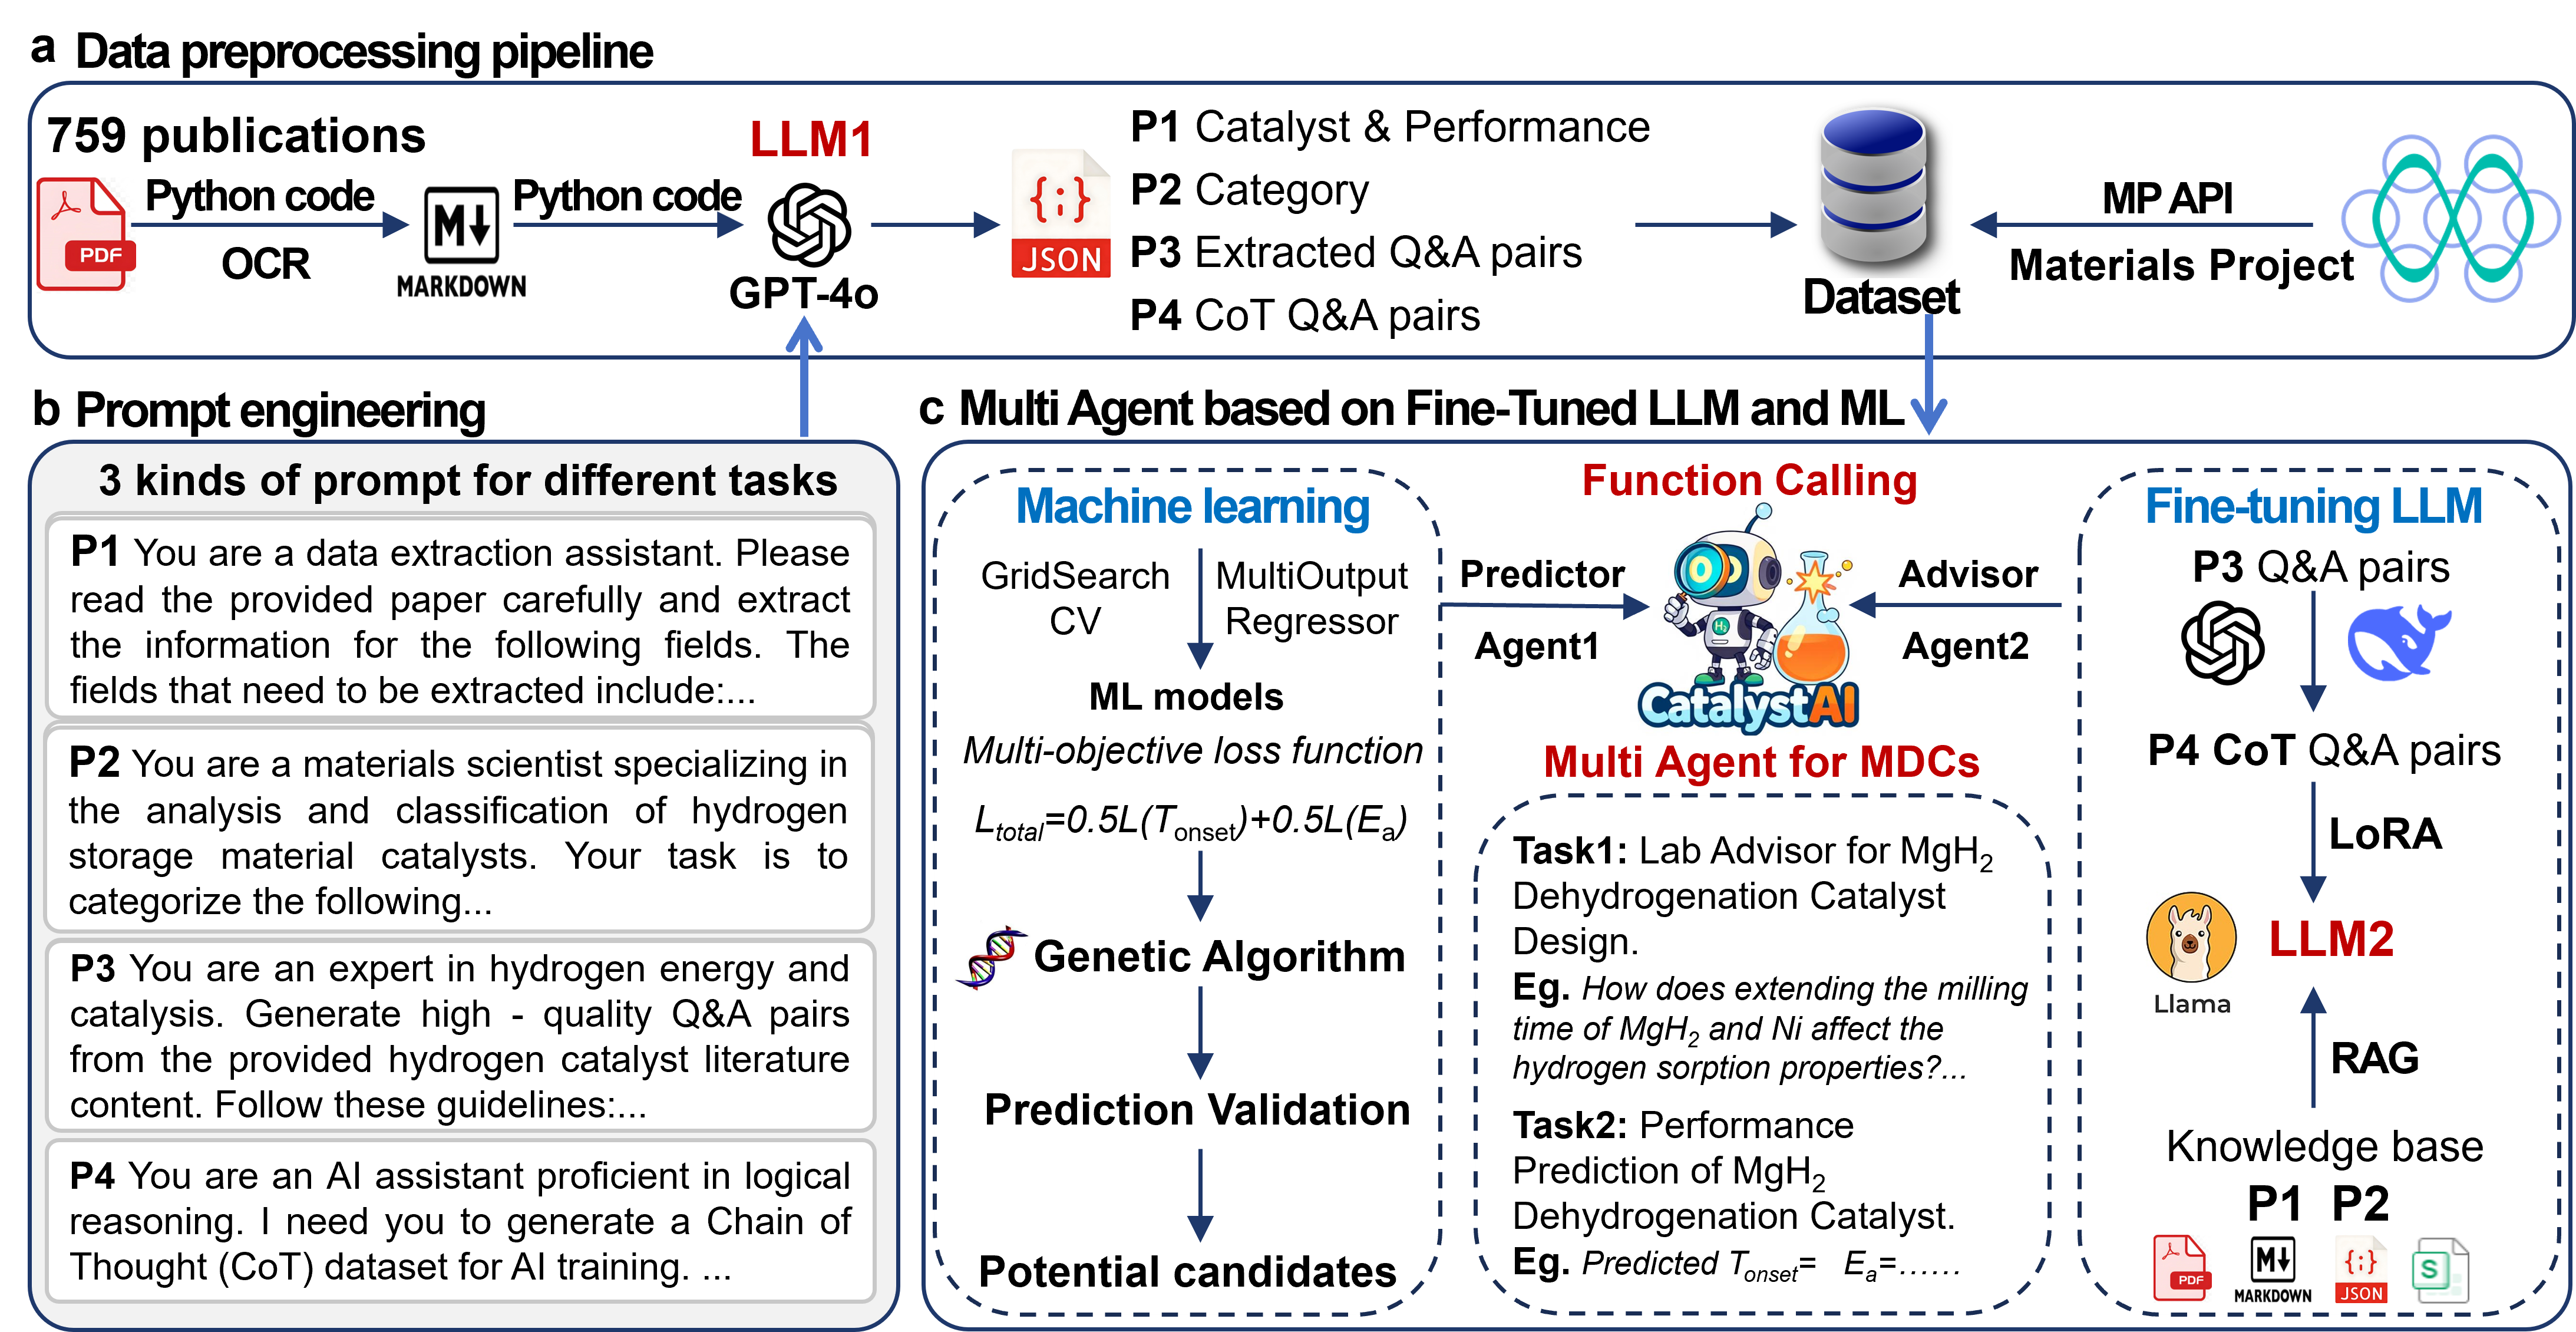 a Data preprocessing pipeline
759 publications
PDF
Python code
OCR
M
MARKDOWN
Python code
LLM1
GPT-4o
{;}
JSON
P1 Catalyst & Performance
P2 Category
P3 Extracted Q&A pairs
P4 CoT Q&A pairs
Dataset
MP API
Materials Project
b Prompt engineering
3 kinds of prompt for different tasks
P1 You are a data extraction assistant. Please
read the provided paper carefully and extract
the information for the following fields. The
fields that need to be extracted include:...
P2 You are a materials scientist specializing in
the analysis and classification of hydrogen
storage material catalysts. Your task is to
categorize the following...
P3 You are an expert in hydrogen energy and
catalysis. Generate high - quality Q&A pairs
from the provided hydrogen catalyst literature
content. Follow these guidelines:...
P4 You are an AI assistant proficient in logical
reasoning. I need you to generate a Chain of
Thought (CoT) dataset for AI training. ...
c Multi Agent based on Fine-Tuned LLM and ML
Machine learning
GridSearch
CV
MultiOutput
Regressor
ML models
Multi-objective loss function
L_total=0.5L(T_onset)+0.5L(E_a)
Genetic Algorithm
Prediction Validation
Potential candidates
Function Calling
Predictor
Agent1
H₂
CatalystAI
Advisor
Agent2
Multi Agent for MDCs
Task1: Lab Advisor for MgH₂
Dehydrogenation Catalyst
Design.
Eg. How does extending the milling
time of MgH₂ and Ni affect the
hydrogen sorption properties?...
Task2: Performance
Prediction of MgH₂
Dehydrogenation Catalyst.
Eg. Predicted T_onset= E_a=......
Fine-tuning LLM
P3 Q&A pairs
P4 CoT Q&A pairs
LoRA
Llama
LLM2
RAG
Knowledge base
P1 P2
PDF
M
MARKDOWN
{;}
JSON
S